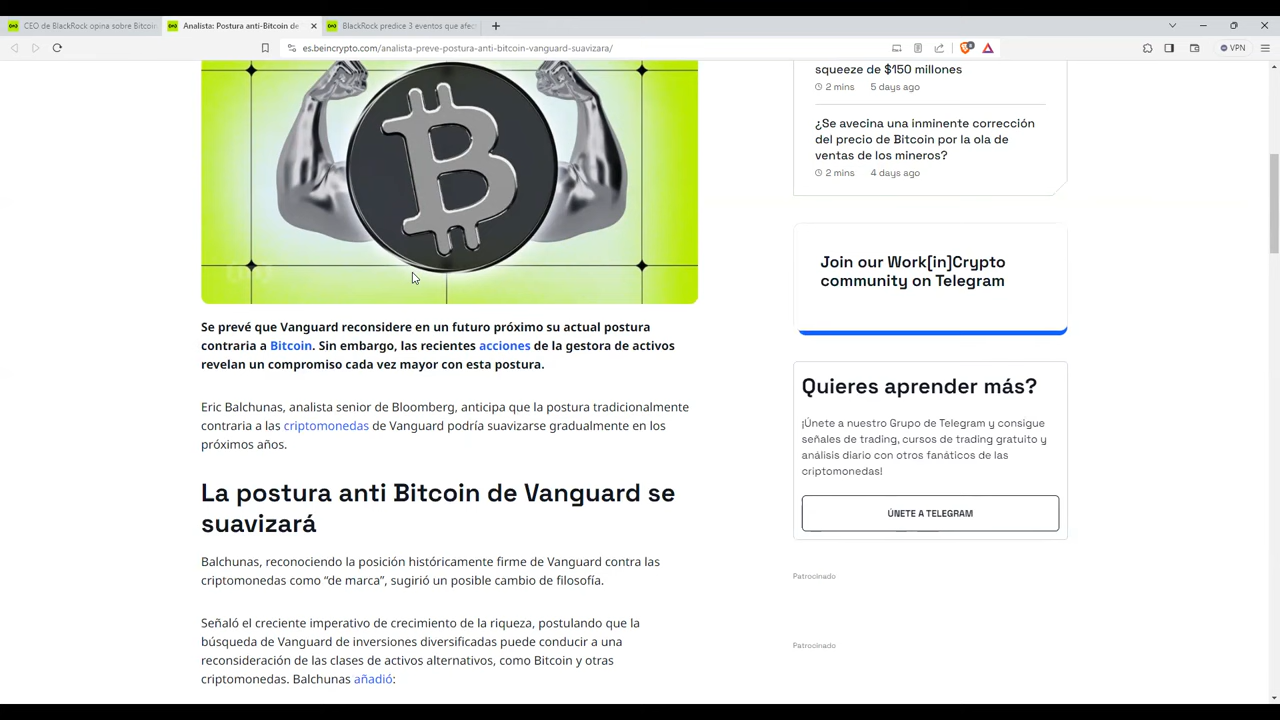 CEO de BlackRock opina sobre Bitcoin
Analista: Postura anti-Bitcoin de
BlackRock predice 3 eventos que afec
es.beincrypto.com/analista-preve-postura-anti-bitcoin-vanguard-suavizara/
VPN
squeeze de $150 millones
2 mins 5 days ago
¿Se avecina una inminente corrección
del precio de Bitcoin por la ola de
ventas de los mineros?
2 mins 4 days ago
Join our Work[in]Crypto
community on Telegram
Se prevé que Vanguard reconsidere en un futuro próximo su actual postura
contraria a Bitcoin. Sin embargo, las recientes acciones de la gestora de activos
revelan un compromiso cada vez mayor con esta postura.
Eric Balchunas, analista senior de Bloomberg, anticipa que la postura tradicionalmente
contraria a las criptomonedas de Vanguard podría suavizarse gradualmente en los
próximos años.
La postura anti Bitcoin de Vanguard se
suavizará
Balchunas, reconociendo la posición históricamente firme de Vanguard contra las
criptomonedas como “de marca”, sugirió un posible cambio de filosofía.
Señaló el creciente imperativo de crecimiento de la riqueza, postulando que la
búsqueda de Vanguard de inversiones diversificadas puede conducir a una
reconsideración de las clases de activos alternativos, como Bitcoin y otras
criptomonedas. Balchunas añadió:
Quieres aprender más?
¡Únete a nuestro Grupo de Telegram y consigue
señales de trading, cursos de trading gratuito y
análisis diario con otros fanáticos de las
criptomonedas!
ÚNETE A TELEGRAM
Patrocinado
Patrocinado